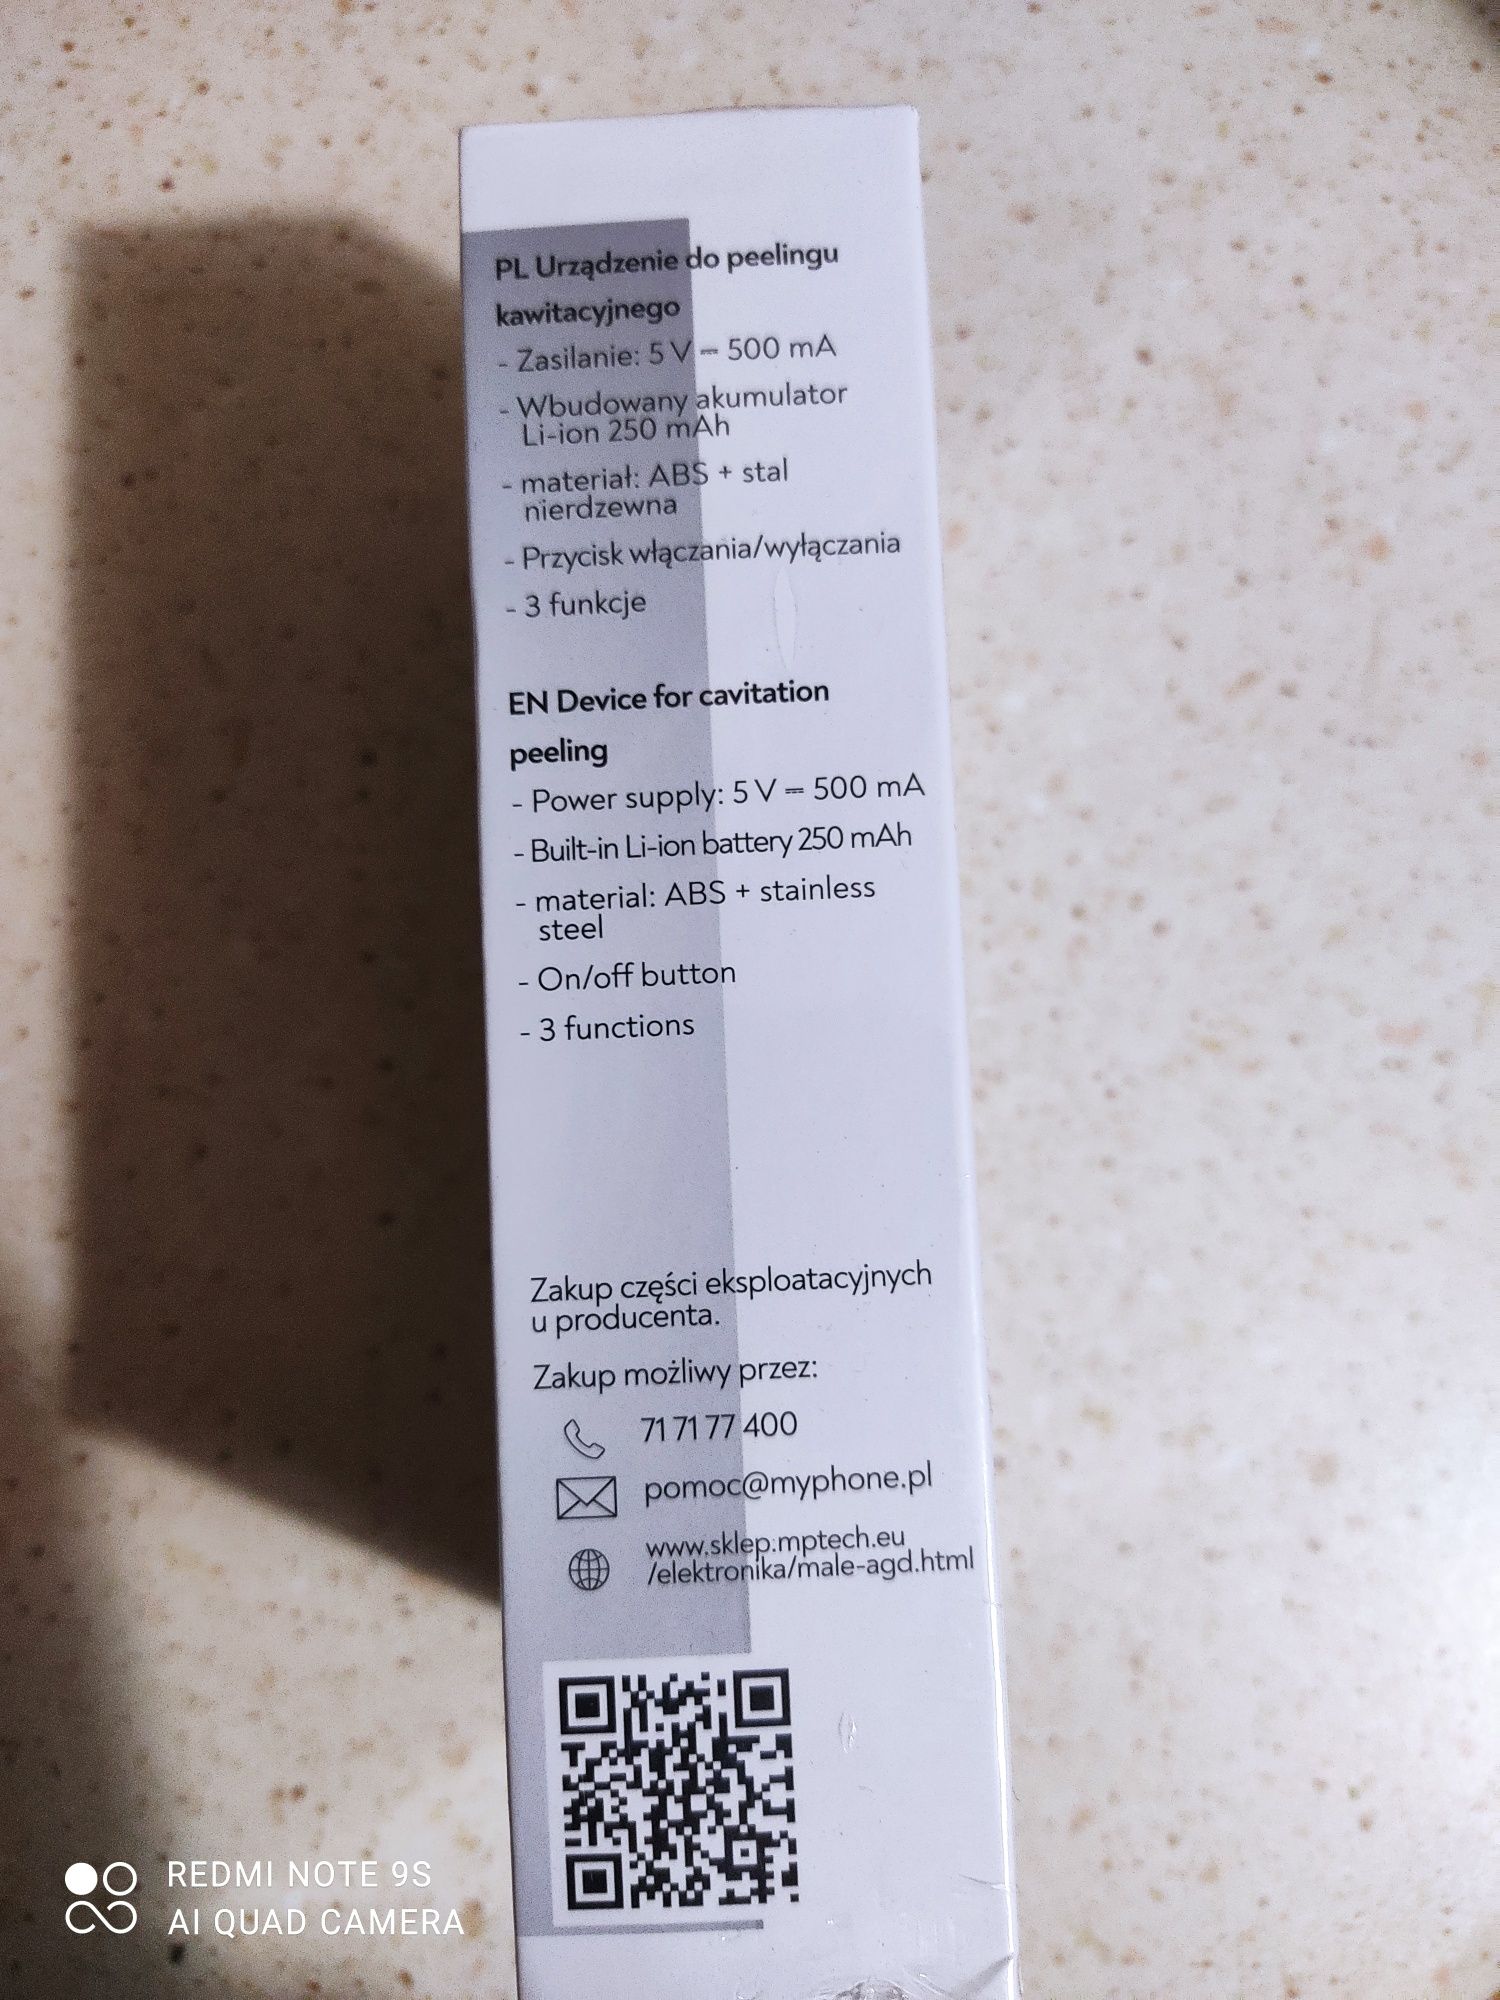 PL Urządzenie do peelingu
kawitacyjnego
- Zasilanie: 5 V ⎓ 500 mA
- Wbudowany akumulator
Li-ion 250 mAh
- materiał: ABS + stal
nierdzewna
- Przycisk włączania/wyłączania
- 3 funkcje
EN Device for cavitation
peeling
- Power supply: 5 V ⎓ 500 mA
- Built-in Li-ion battery 250 mAh
- material: ABS + stainless
steel
- On/off button
- 3 functions
Zakup części eksploatacyjnych
u producenta.
Zakup możliwy przez:
71 71 77 400
pomoc@myphone.pl
www.sklep.mptech.eu
/elektronika/male-agd.html
REDMI NOTE 9S
AI QUAD CAMERA